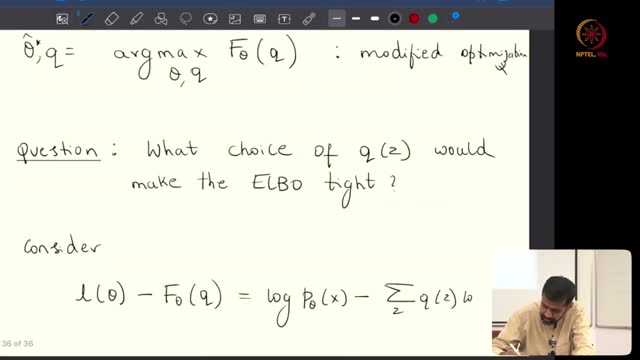 θ̂*, q = argmax F_θ(q) : modified optimization
θ, q
Question : What choice of q(z) would
make the ELBO tight ?
Consider
l(θ) - F_θ(q) = log p_θ(x) - Σ_z q(z) lo
36 of 36
NPTEL